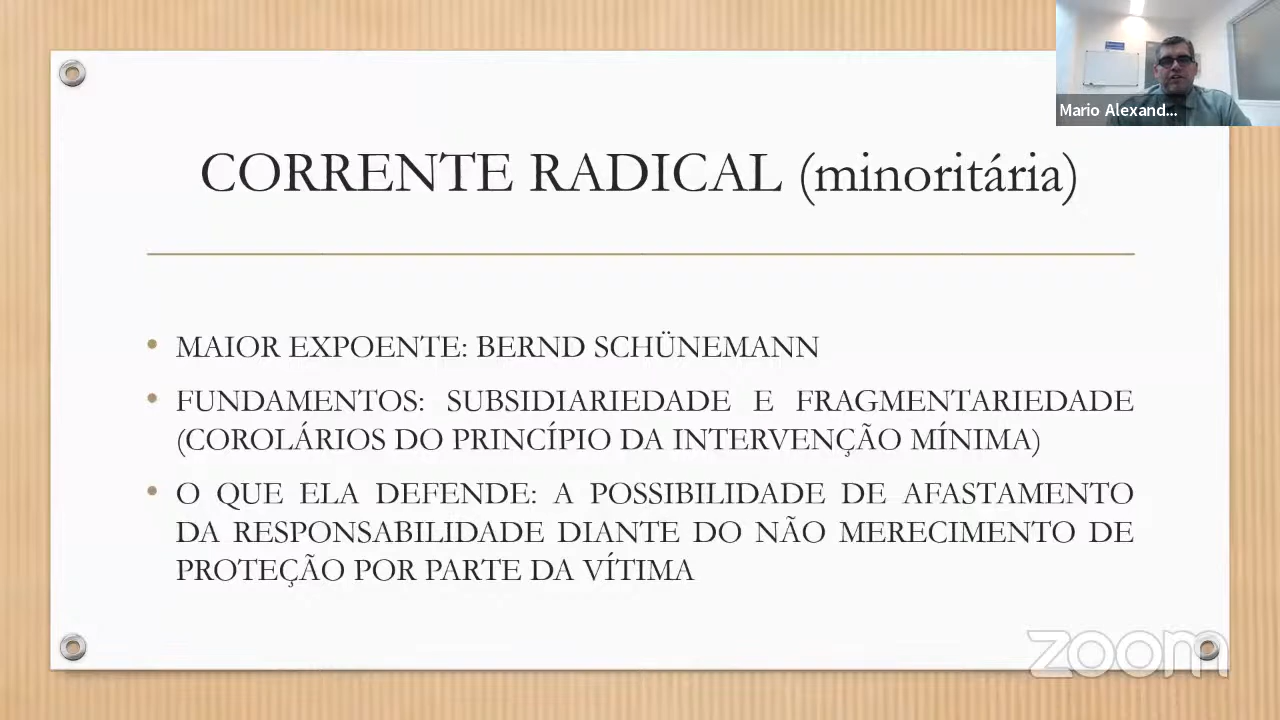 Mario Alexand...
CORRENTE RADICAL (minoritária)
• MAIOR EXPOENTE: BERND SCHÜNEMANN
• FUNDAMENTOS: SUBSIDIARIEDADE E FRAGMENTARIEDADE
(COROLÁRIOS DO PRINCÍPIO DA INTERVENÇÃO MÍNIMA)
• O QUE ELA DEFENDE: A POSSIBILIDADE DE AFASTAMENTO
DA RESPONSABILIDADE DIANTE DO NÃO MERECIMENTO DE
PROTEÇÃO POR PARTE DA VÍTIMA
zoom